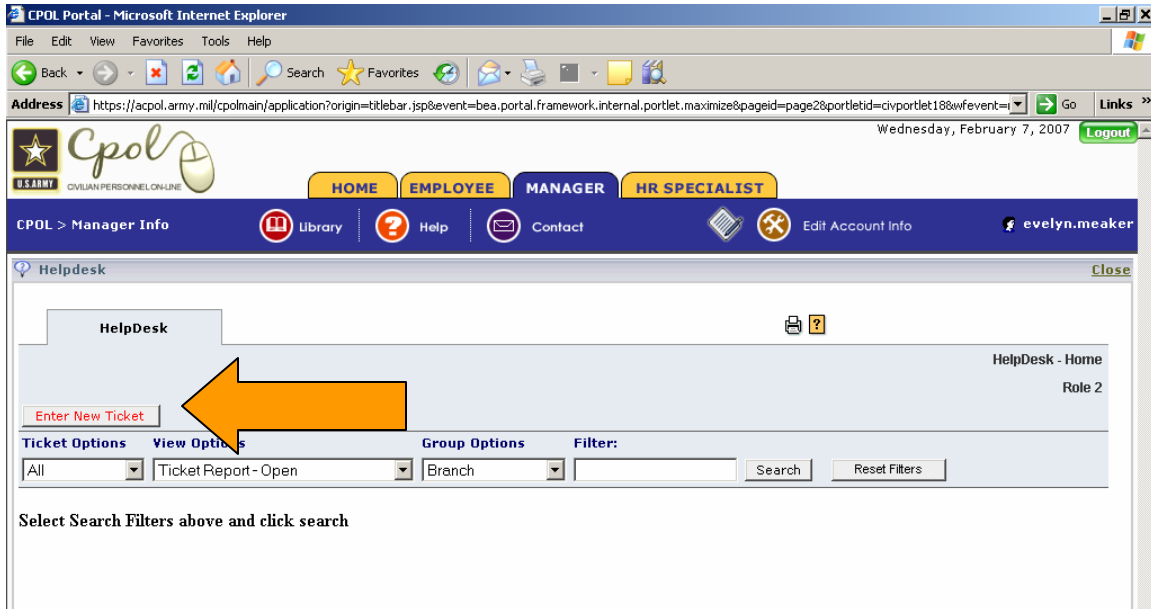 CPOL Portal - Microsoft Internet Explorer
File Edit View Favorites Tools Help
Back Search Favorites
Address https://acpol.army.mil/cpolmain/application?origin=titlebar.jsp&event=bea.portal.framework.internal.portlet.maximize&pageid=page2&portletid=civportlet18&wfevent=i Go Links »
Wednesday, February 7, 2007 Logout
Cpol
U.S.ARMY CIVILIAN PERSONNEL ON-LINE
HOME EMPLOYEE MANAGER HR SPECIALIST
CPOL > Manager Info Library Help Contact Edit Account Info evelyn.meaker
Helpdesk Close
HelpDesk
HelpDesk - Home
Role 2
Enter New Ticket
Ticket Options View Options Group Options Filter:
All Ticket Report - Open Branch Search Reset Filters
Select Search Filters above and click search